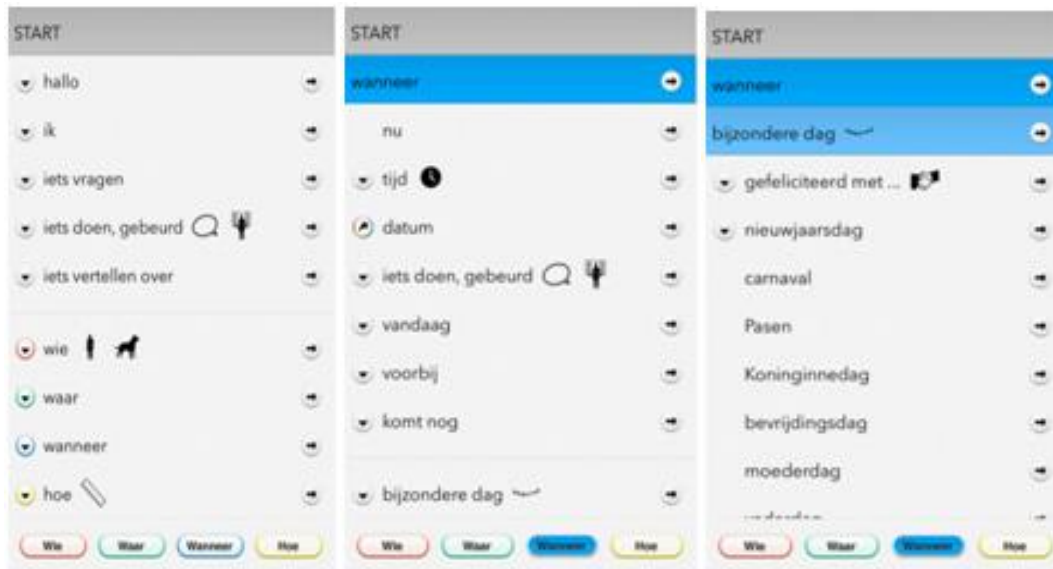 START
hallo
ik
iets vragen
iets doen, gebeurd
iets vertellen over
wie
waar
wanneer
hoe
Wie Waar Wanneer Hoe
START
wanneer
nu
tijd
datum
iets doen, gebeurd
vandaag
voorbij
komt nog
bijzondere dag
Wie Waar Wanneer Hoe
START
wanneer
bijzondere dag
gefeliciteerd met ...
nieuwjaarsdag
carnaval
Pasen
Koninginnedag
bevrijdingsdag
moederdag
Wie Waar Wanneer Hoe